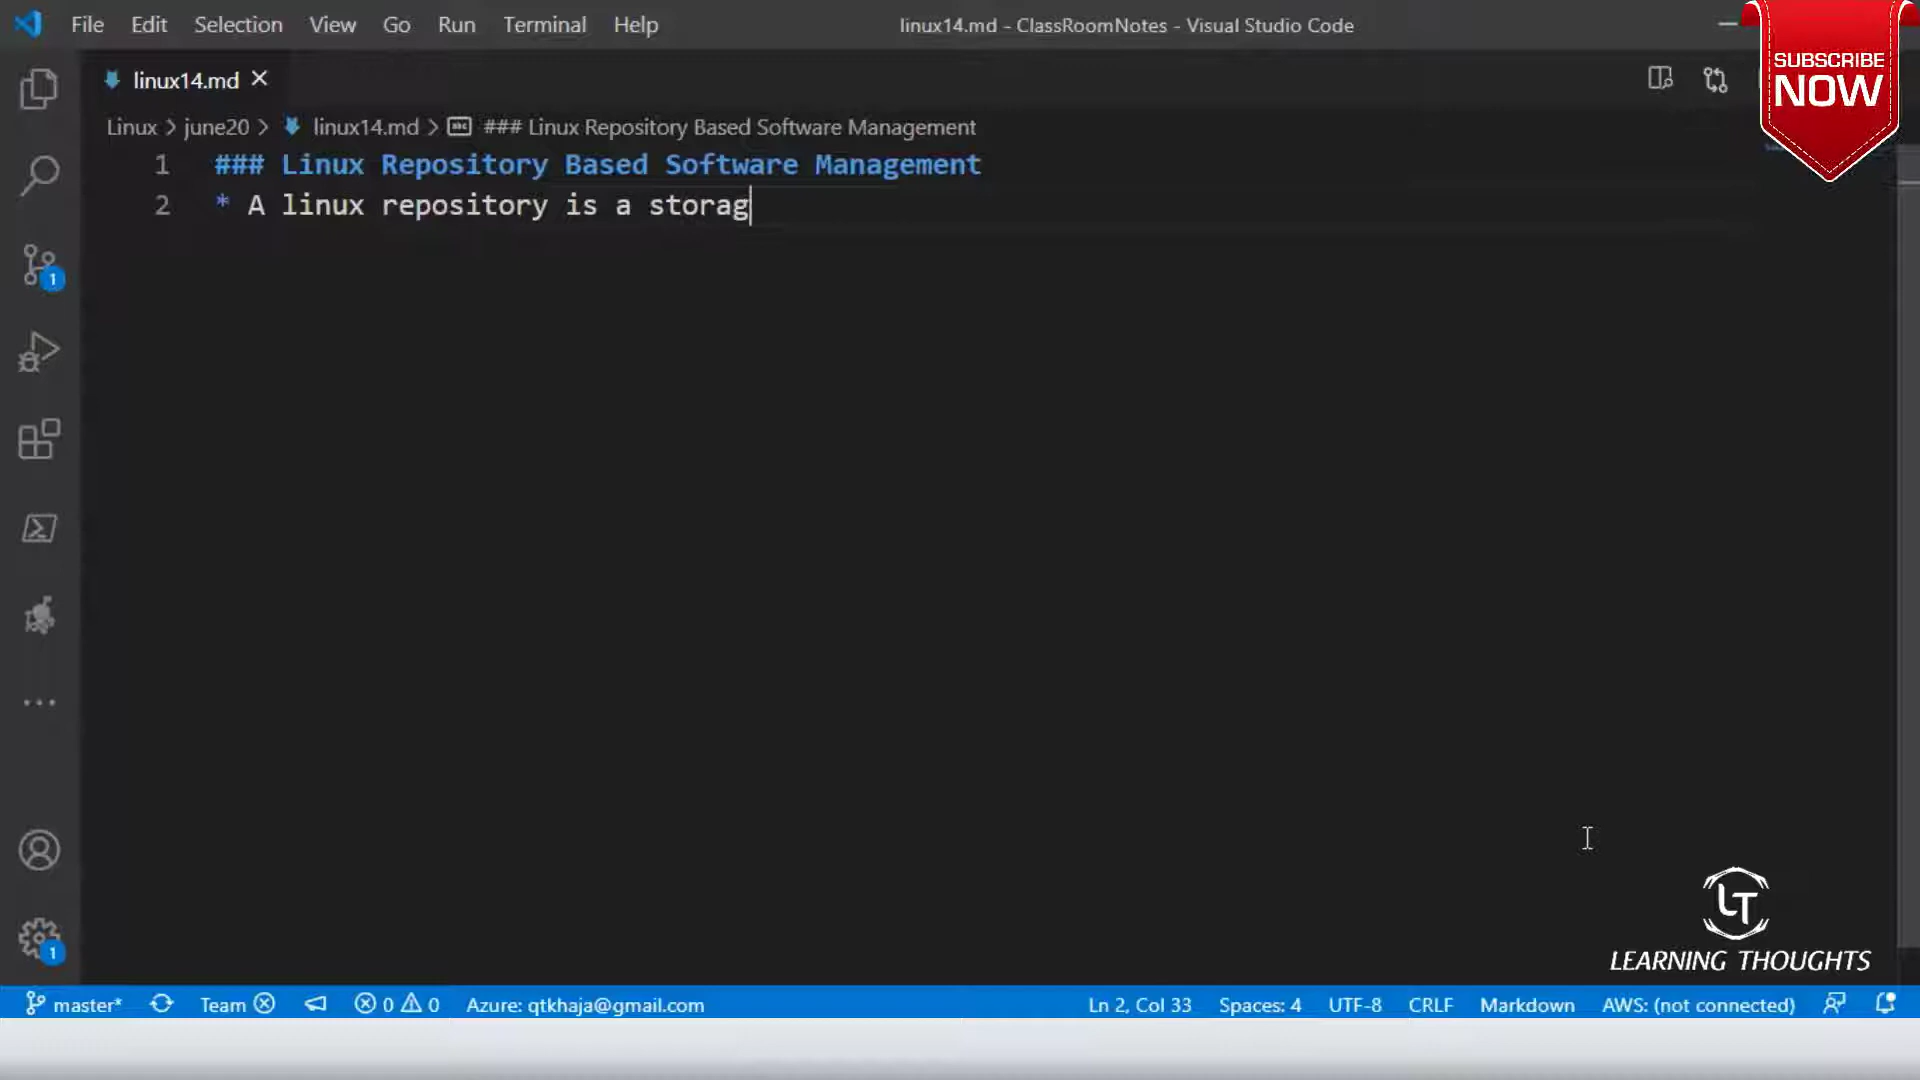 File Edit Selection View Go Run Terminal Help linux14.md - ClassRoomNotes - Visual Studio Code
SUBSCRIBE
NOW
linux14.md
Linux > june20 > linux14.md > ### Linux Repository Based Software Management
1 ### Linux Repository Based Software Management
2 * A linux repository is a storag
1
1
LT
LEARNING THOUGHTS
master* Team 0 0 Azure: qtkhaja@gmail.com Ln 2, Col 33 Spaces: 4 UTF-8 CRLF Markdown AWS: (not connected)